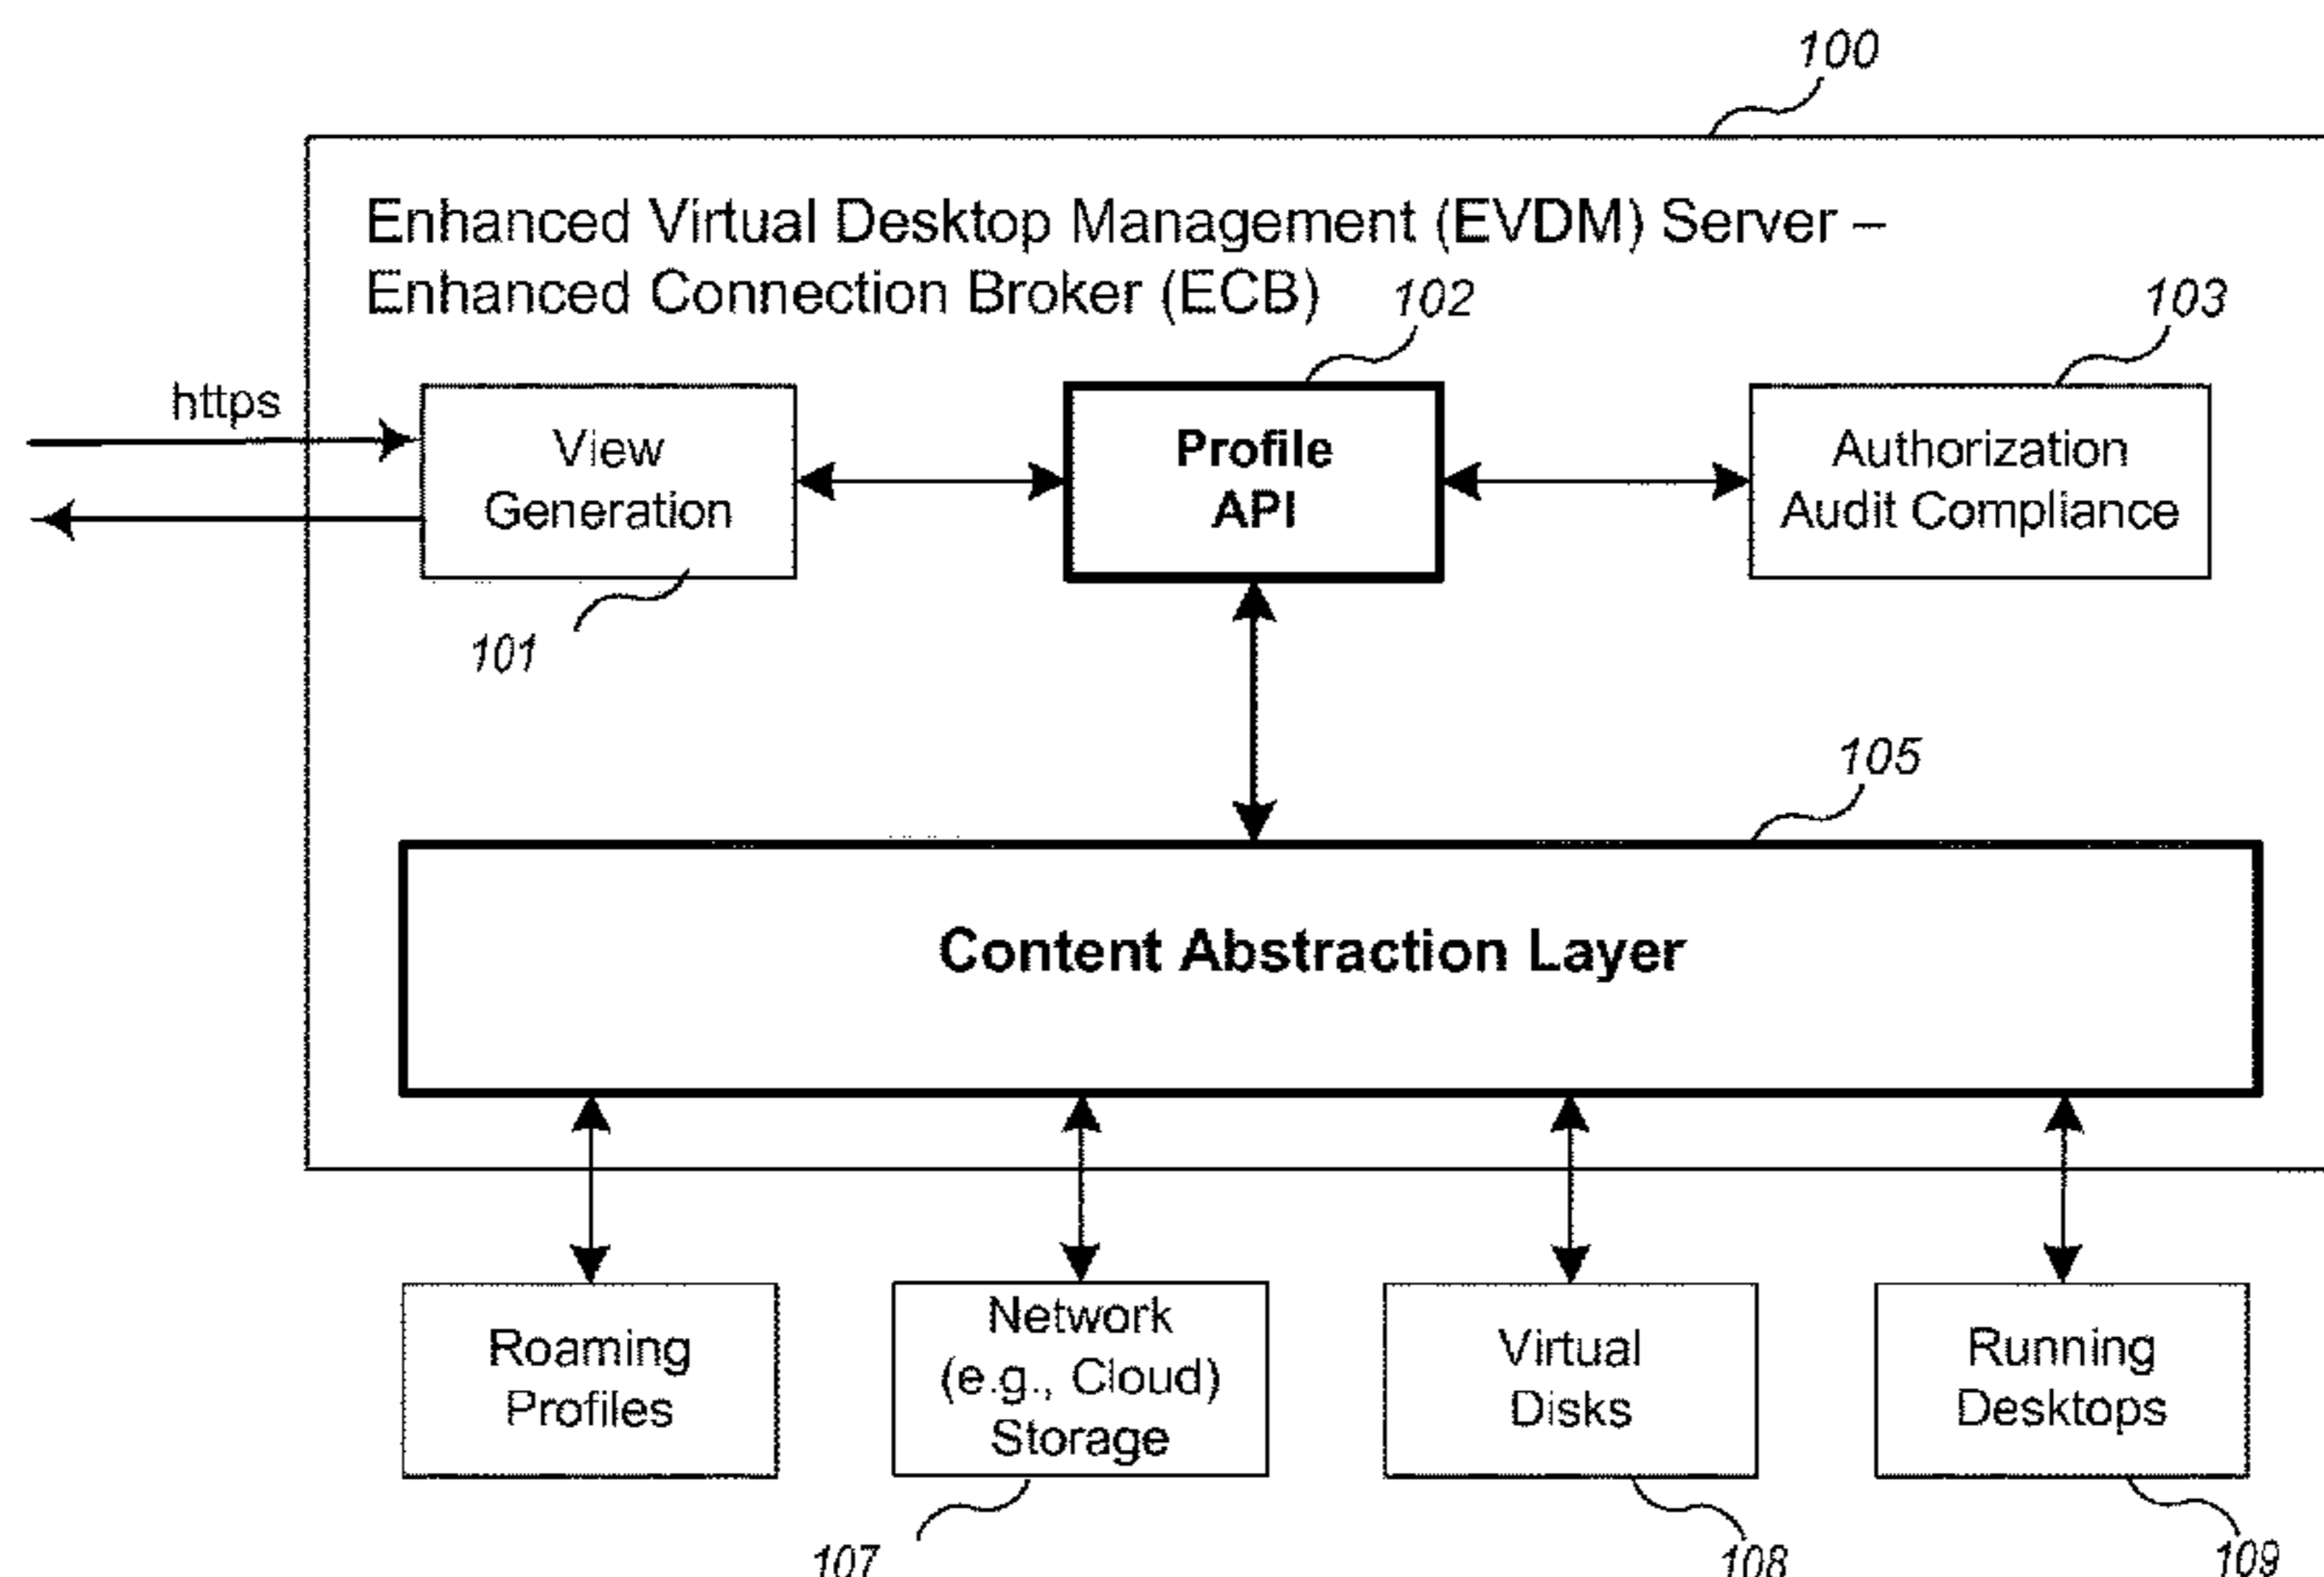 100
Enhanced Virtual Desktop Management (EVDM) Server –
Enhanced Connection Broker (ECB)
102
103
https
View
Generation
Profile
API
Authorization
Audit Compliance
101
105
Content Abstraction Layer
Roaming
Profiles
Network
(e.g., Cloud)
Storage
Virtual
Disks
Running
Desktops
107
108
109